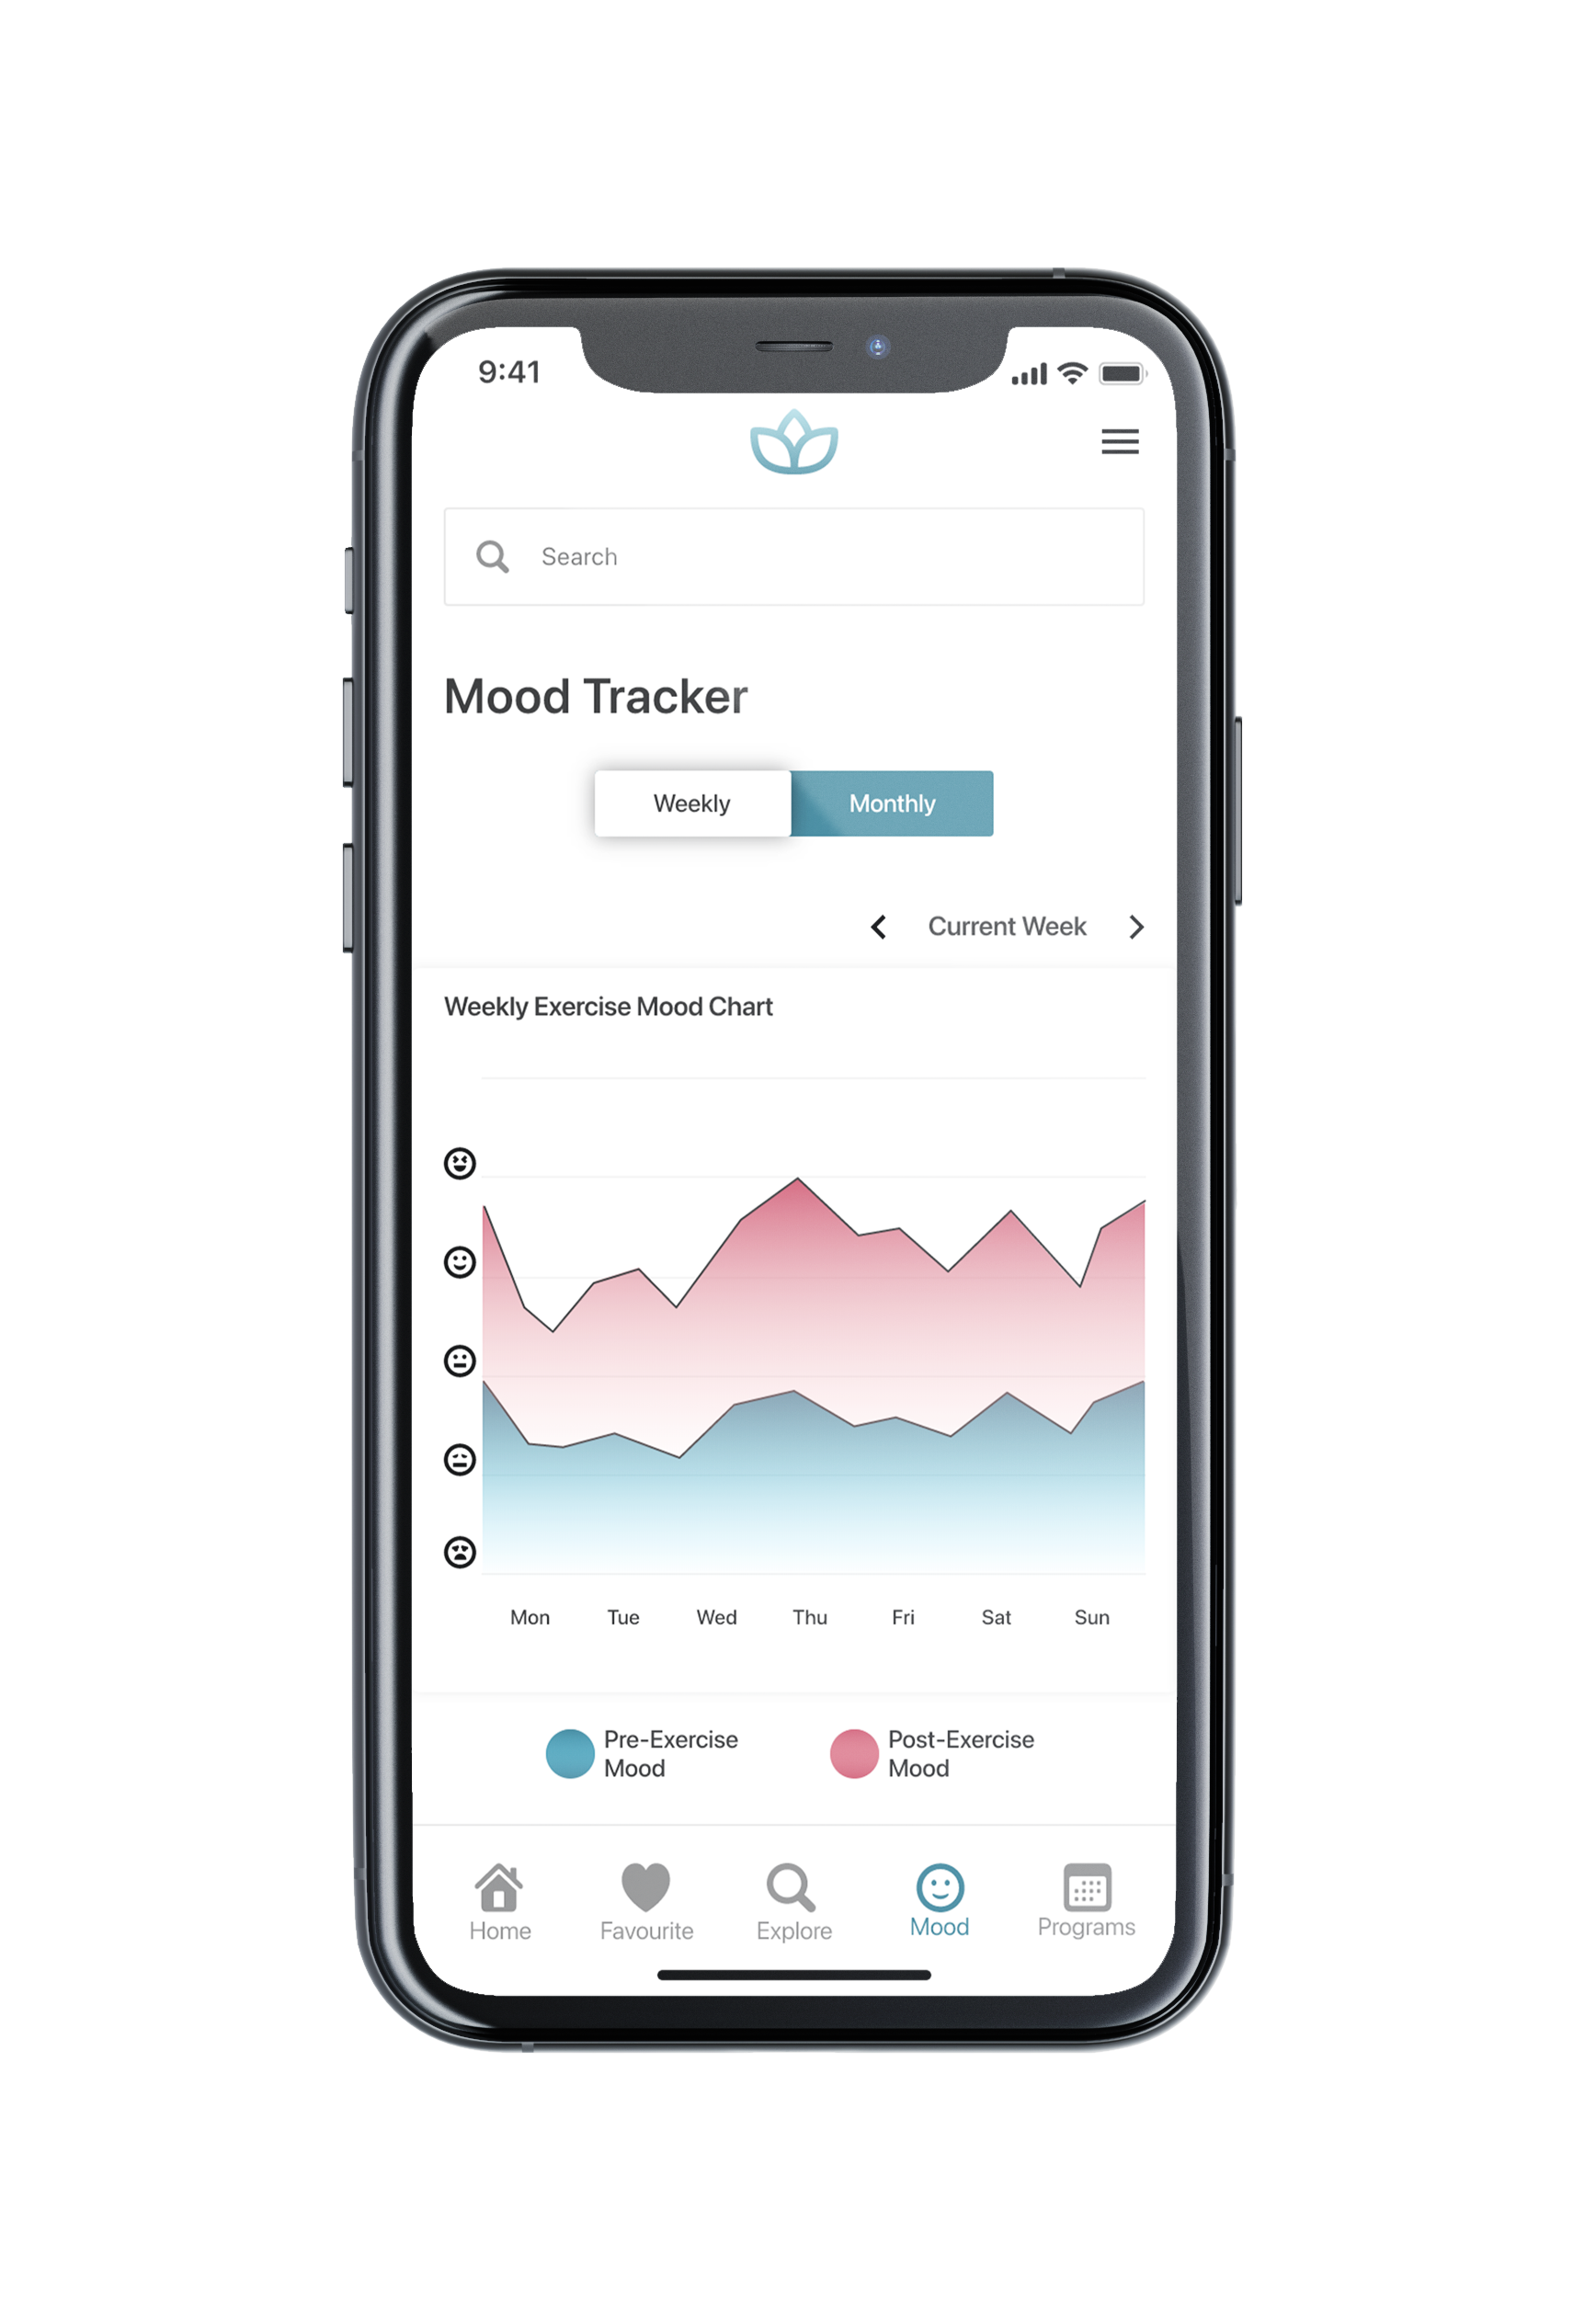 9:41
Search
Mood Tracker
Weekly Monthly
Current Week
Weekly Exercise Mood Chart
Mon Tue Wed Thu Fri Sat Sun
Pre-Exercise
Mood
Post-Exercise
Mood
Home Favourite Explore Mood Programs